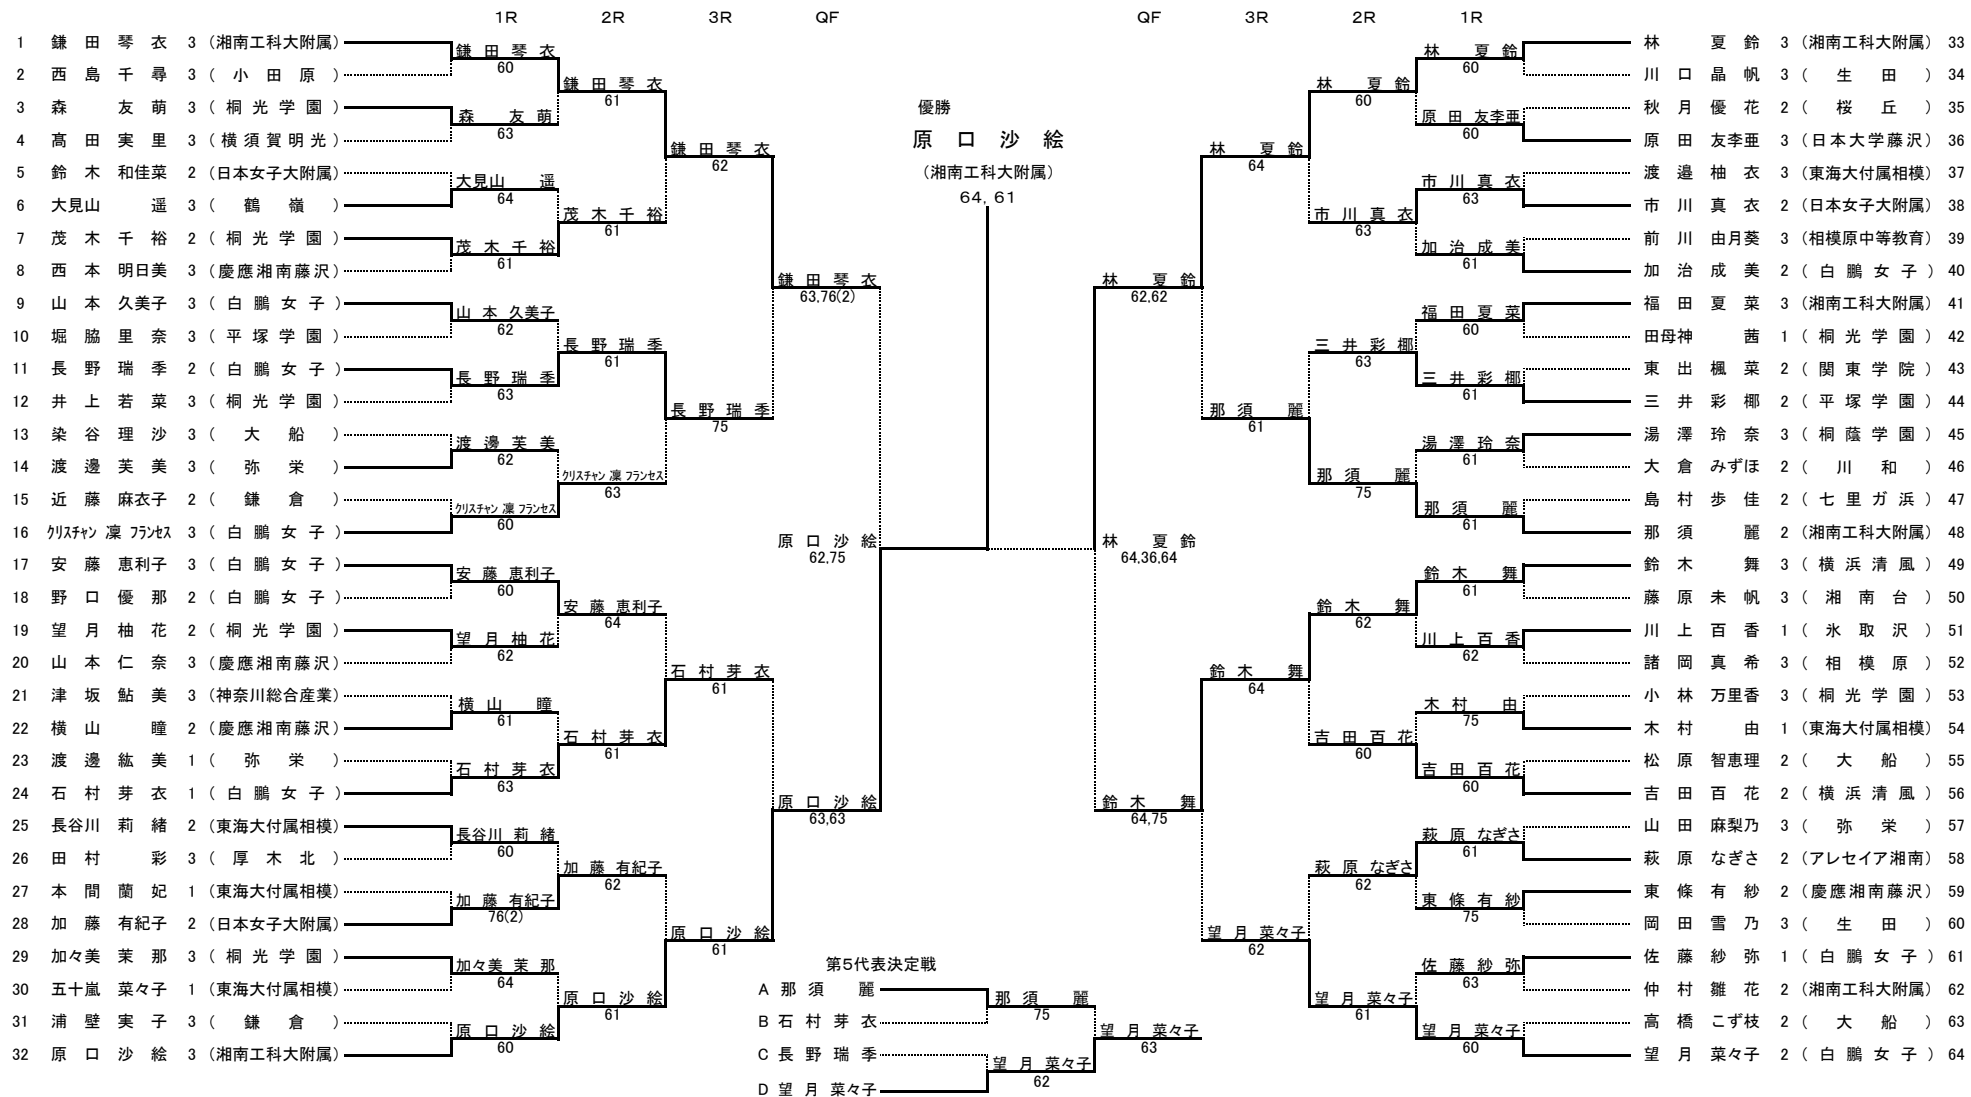 1R 2R 3R QF QF 3R 2R 1R
1 鎌田琴衣 3 (湘南工科大附属)
2 西島千尋 3 (小田原)
3 森友萌 3 (桐光学園)
4 髙田実里 3 (横須賀明光)
5 鈴木和佳菜 2 (日本女子大附属)
6 大見山遥 3 (鶴嶺)
7 茂木千裕 2 (桐光学園)
8 西本明日美 3 (慶應湘南藤沢)
9 山本久美子 3 (白鵬女子)
10 堀脇里奈 3 (平塚学園)
11 長野瑞季 2 (白鵬女子)
12 井上若菜 3 (桐光学園)
13 染谷理沙 3 (大船)
14 渡邊芙美 3 (弥栄)
15 近藤麻衣子 2 (鎌倉)
16 クリスチャン 凜 フランセス 3 (白鵬女子)
17 安藤恵利子 3 (白鵬女子)
18 野口優那 2 (白鵬女子)
19 望月柚花 2 (桐光学園)
20 山本仁奈 3 (慶應湘南藤沢)
21 津坂鮎美 3 (神奈川総合産業)
22 横山瞳 2 (慶應湘南藤沢)
23 渡邊紘美 1 (弥栄)
24 石村芽衣 1 (白鵬女子)
25 長谷川莉緒 2 (東海大付属相模)
26 田村彩 3 (厚木北)
27 本間蘭妃 1 (東海大付属相模)
28 加藤有紀子 2 (日本女子大附属)
29 加々美茉那 3 (桐光学園)
30 五十嵐菜々子 1 (東海大付属相模)
31 浦壁実子 3 (鎌倉)
32 原口沙絵 3 (湘南工科大附属)
鎌田琴衣
60
森友萌
63
大見山遥
64
茂木千裕
61
山本久美子
62
長野瑞季
63
渡邊芙美
62
クリスチャン 凜 フランセス
60
安藤恵利子
60
望月柚花
62
横山瞳
61
石村芽衣
63
長谷川莉緒
60
加藤有紀子
76(2)
加々美茉那
64
原口沙絵
60
鎌田琴衣
61
茂木千裕
61
長野瑞季
61
クリスチャン 凜 フランセス
63
安藤恵利子
64
石村芽衣
61
加藤有紀子
62
原口沙絵
61
鎌田琴衣
62
長野瑞季
75
石村芽衣
61
原口沙絵
61
鎌田琴衣
63,76(2)
原口沙絵
63,63
原口沙絵
62,75
優勝
原口沙絵
(湘南工科大附属)
64, 61
林夏鈴
64,36,64
林夏鈴
62,62
鈴木舞
64,75
林夏鈴
64
那須麗
61
鈴木舞
64
望月菜々子
62
林夏鈴
60
市川真衣
63
三井彩椰
63
那須麗
75
鈴木舞
62
吉田百花
60
萩原なぎさ
62
望月菜々子
61
林夏鈴
60
原田友李亜
60
市川真衣
63
加治成美
61
福田夏菜
60
三井彩椰
61
湯澤玲奈
61
那須麗
61
鈴木舞
61
川上百香
62
木村由
75
吉田百花
60
萩原なぎさ
61
東條有紗
75
佐藤紗弥
63
望月菜々子
60
林夏鈴 3 (湘南工科大附属) 33
川口晶帆 3 (生田) 34
秋月優花 2 (桜丘) 35
原田友李亜 3 (日本大学藤沢) 36
渡邉柚衣 3 (東海大付属相模) 37
市川真衣 2 (日本女子大附属) 38
前川由月葵 3 (相模原中等教育) 39
加治成美 2 (白鵬女子) 40
福田夏菜 3 (湘南工科大附属) 41
田母神茜 1 (桐光学園) 42
東出楓菜 2 (関東学院) 43
三井彩椰 2 (平塚学園) 44
湯澤玲奈 3 (桐蔭学園) 45
大倉みずほ 2 (川和) 46
島村歩佳 2 (七里ガ浜) 47
那須麗 2 (湘南工科大附属) 48
鈴木舞 3 (横浜清風) 49
藤原未帆 3 (湘南台) 50
川上百香 1 (氷取沢) 51
諸岡真希 3 (相模原) 52
小林万里香 3 (桐光学園) 53
木村由 1 (東海大付属相模) 54
松原智恵理 2 (大船) 55
吉田百花 2 (横浜清風) 56
山田麻梨乃 3 (弥栄) 57
萩原なぎさ 2 (アレセイア湘南) 58
東條有紗 2 (慶應湘南藤沢) 59
岡田雪乃 3 (生田) 60
佐藤紗弥 1 (白鵬女子) 61
仲村雛花 2 (湘南工科大附属) 62
高橋こず枝 2 (大船) 63
望月菜々子 2 (白鵬女子) 64
第5代表決定戦
A 那須麗
B 石村芽衣
C 長野瑞季
D 望月菜々子
那須麗
75
望月菜々子
62
望月菜々子
63